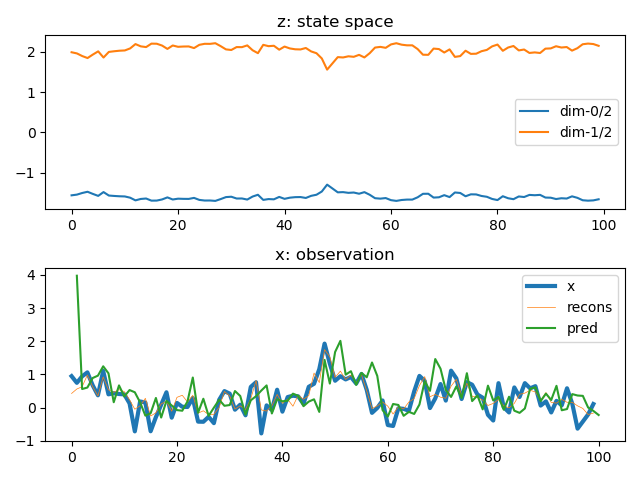 z: state space
2
1
0
−1
dim-0/2
dim-1/2
0 20 40 60 80 100
x: observation
4
3
2
1
0
−1
x
recons
pred
0 20 40 60 80 100